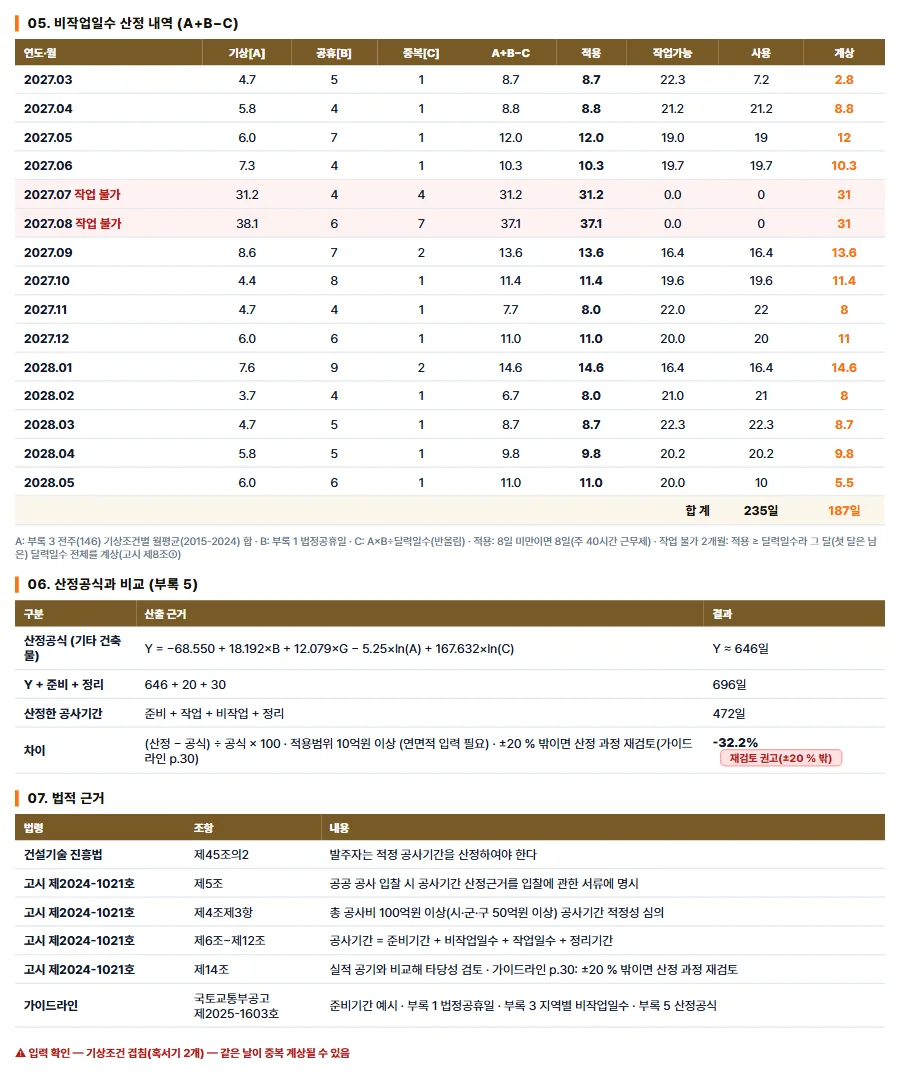 05. 비작업일수 산정 내역 (A+B−C)
연도·월 기상[A] 공휴[B] 중복[C] A+B−C 적용 작업가능 사용 계상
2027.03 4.7 5 1 8.7 8.7 22.3 7.2 2.8
2027.04 5.8 4 1 8.8 8.8 21.2 21.2 8.8
2027.05 6.0 7 1 12.0 12.0 19.0 19 12
2027.06 7.3 4 1 10.3 10.3 19.7 19.7 10.3
2027.07 작업 불가 31.2 4 4 31.2 31.2 0.0 0 31
2027.08 작업 불가 38.1 6 7 37.1 37.1 0.0 0 31
2027.09 8.6 7 2 13.6 13.6 16.4 16.4 13.6
2027.10 4.4 8 1 11.4 11.4 19.6 19.6 11.4
2027.11 4.7 4 1 7.7 8.0 22.0 22 8
2027.12 6.0 6 1 11.0 11.0 20.0 20 11
2028.01 7.6 9 2 14.6 14.6 16.4 16.4 14.6
2028.02 3.7 4 1 6.7 8.0 21.0 21 8
2028.03 4.7 5 1 8.7 8.7 22.3 22.3 8.7
2028.04 5.8 5 1 9.8 9.8 20.2 20.2 9.8
2028.05 6.0 6 1 11.0 11.0 20.0 10 5.5
합 계 235일 187일
A: 부록 3 전주(146) 기상조건별 월평균(2015-2024) 합 · B: 부록 1 법정공휴일 · C: A×B÷달력일수(반올림) · 적용: 8일 미만이면 8일(주 40시간 근무제) · 작업 불가 2개월: 적용 ≥ 달력일수라 그 달(첫 달은 남
은) 달력일수 전체를 계상(고시 제8조①)
06. 산정공식과 비교 (부록 5)
구분 산출 근거 결과
산정공식 (기타 건축
물) Y = −68.550 + 18.192×B + 12.079×G − 5.25×ln(A) + 167.632×ln(C) Y ≈ 646일
Y + 준비 + 정리 646 + 20 + 30 696일
산정한 공사기간 준비 + 작업 + 비작업 + 정리 472일
차이 (산정 − 공식) ÷ 공식 × 100 · 적용범위 10억원 이상 (연면적 입력 필요) · ±20 % 밖이면 산정 과정 재검토(가이드
라인 p.30) -32.2%
재검토 권고(±20 % 밖)
07. 법적 근거
법령 조항 내용
건설기술 진흥법 제45조의2 발주자는 적정 공사기간을 산정하여야 한다
고시 제2024-1021호 제5조 공공 공사 입찰 시 공사기간 산정근거를 입찰에 관한 서류에 명시
고시 제2024-1021호 제4조제3항 총 공사비 100억원 이상(시·군·구 50억원 이상) 공사기간 적정성 심의
고시 제2024-1021호 제6조~제12조 공사기간 = 준비기간 + 비작업일수 + 작업일수 + 정리기간
고시 제2024-1021호 제14조 실적 공기와 비교해 타당성 검토 · 가이드라인 p.30: ±20 % 밖이면 산정 과정 재검토
가이드라인 국토교통부공고
제2025-1603호 준비기간 예시 · 부록 1 법정공휴일 · 부록 3 지역별 비작업일수 · 부록 5 산정공식
⚠ 입력 확인 — 기상조건 겹침(혹서기 2개) — 같은 날이 중복 계상될 수 있음